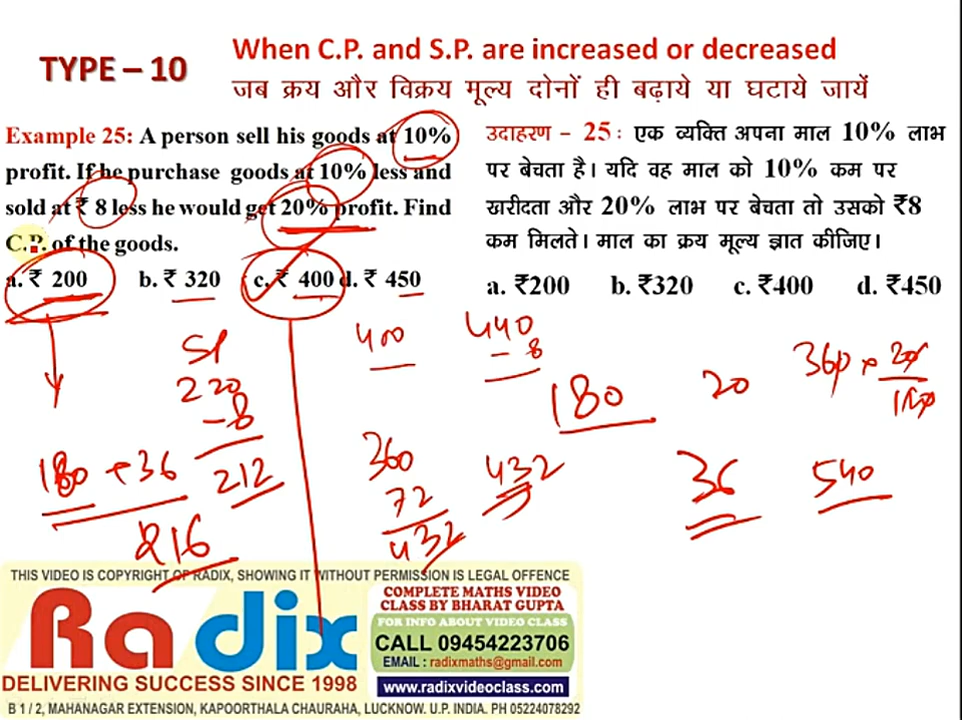 TYPE – 10
When C.P. and S.P. are increased or decreased
जब क्रय और विक्रय मूल्य दोनों ही बढ़ाये या घटाये जायें
Example 25: A person sell his goods at 10%
profit. If he purchase goods at 10% less and
sold at ₹ 8 less he would get 20% profit. Find
C.P. of the goods.
a. ₹ 200 b. ₹ 320 c. ₹ 400 d. ₹ 450
उदाहरण – 25 : एक व्यक्ति अपना माल 10% लाभ
पर बेचता है। यदि वह माल को 10% कम पर
खरीदता और 20% लाभ पर बेचता तो उसको ₹8
कम मिलते। माल का क्रय मूल्य ज्ञात कीजिए।
a. ₹200 b. ₹320 c. ₹400 d. ₹450
SP
220
-8
212
180 + 36
216
400
440
- 8
432
360
72
432
180
20
36
360 ×
540
THIS VIDEO IS COPYRIGHT OF RADIX, SHOWING IT WITHOUT PERMISSION IS LEGAL OFFENCE
Radix
DELIVERING SUCCESS SINCE 1998
COMPLETE MATHS VIDEO
CLASS BY BHARAT GUPTA
FOR INFO ABOUT VIDEO CLASS
CALL 09454223706
EMAIL : radixmaths@gmail.com
www.radixvideoclass.com
B 1 / 2, MAHANAGAR EXTENSION, KAPOORTHALA CHAURAHA, LUCKNOW. U.P. INDIA. PH 05224078292